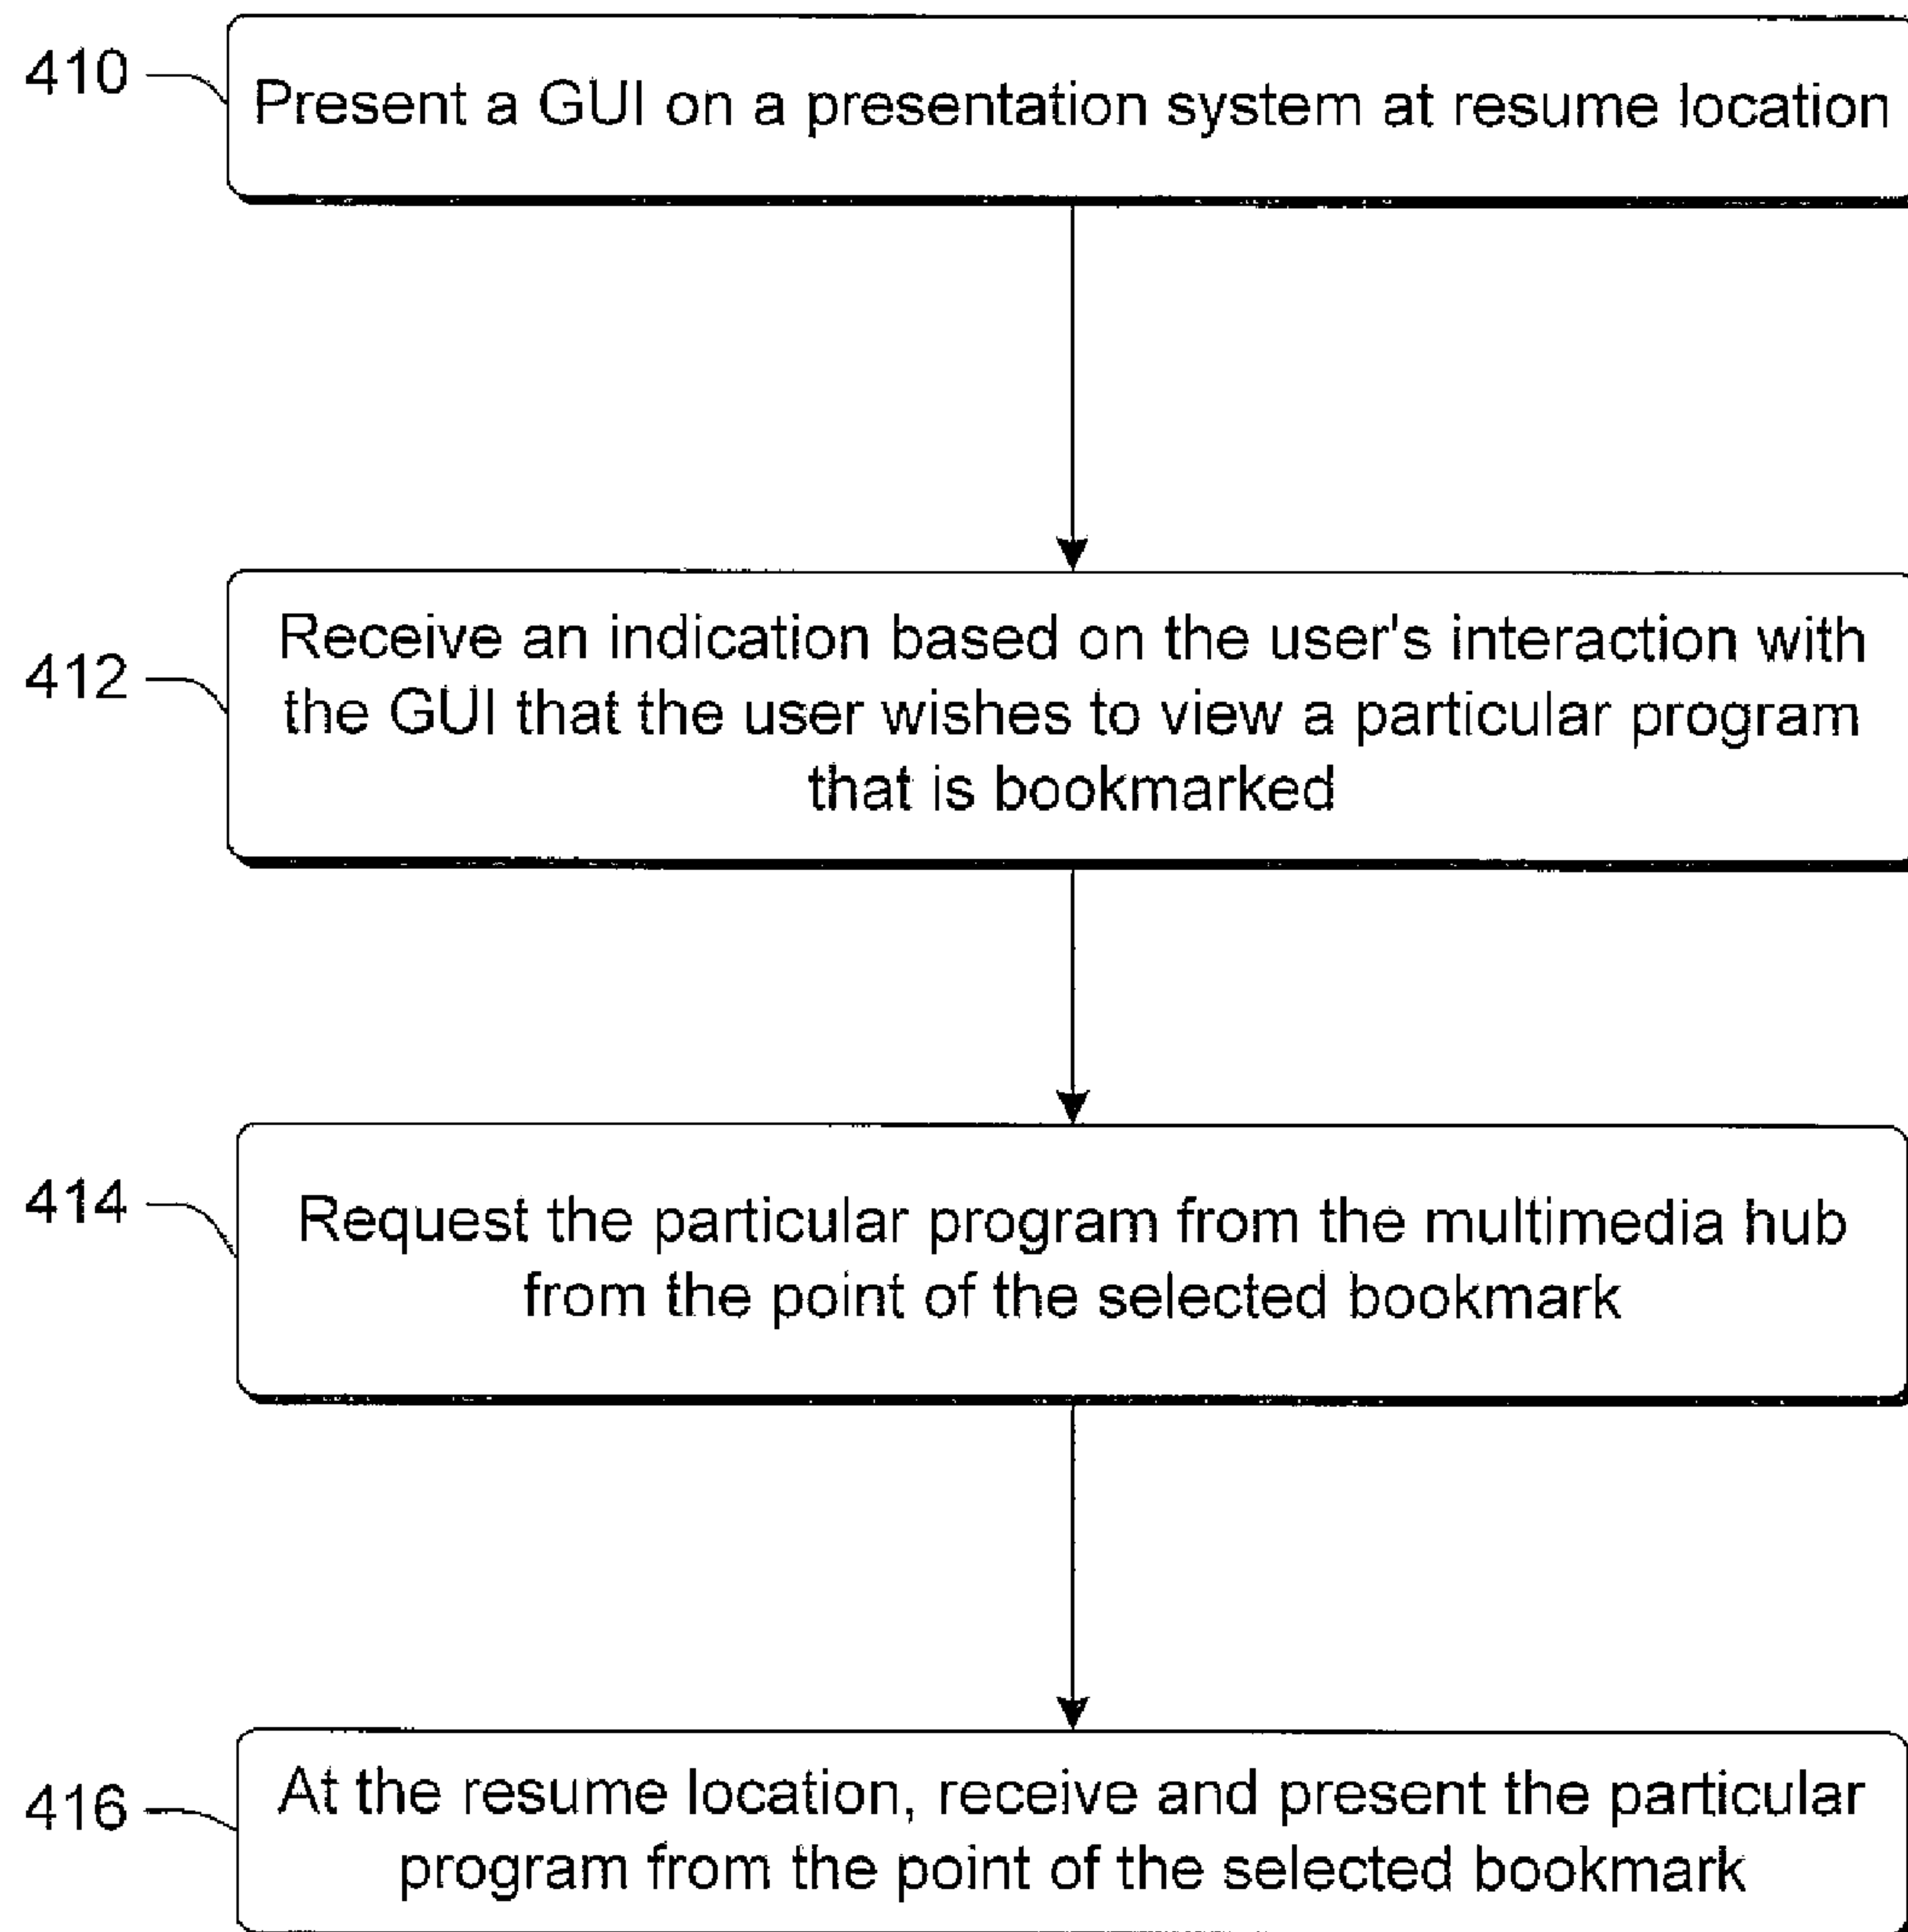 410
Present a GUI on a presentation system at resume location
412
Receive an indication based on the user's interaction with
the GUI that the user wishes to view a particular program
that is bookmarked
414
Request the particular program from the multimedia hub
from the point of the selected bookmark
416
At the resume location, receive and present the particular
program from the point of the selected bookmark